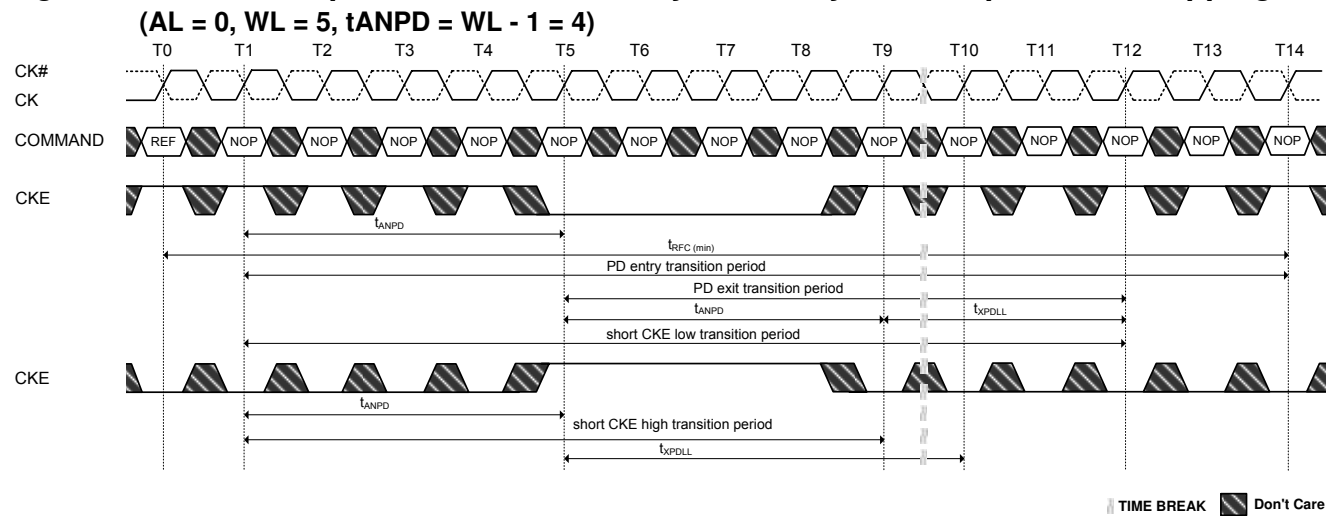 (AL = 0, WL = 5, tANPD = WL - 1 = 4)
T0 T1 T2 T3 T4 T5 T6 T7 T8 T9 T10 T11 T12 T13 T14
CK#
CK
COMMAND REF NOP NOP NOP NOP NOP NOP NOP NOP NOP NOP NOP NOP NOP NOP
CKE
tANPD
tRFC (min)
PD entry transition period
PD exit transition period
tANPD tXPDLL
short CKE low transition period
CKE
tANPD
short CKE high transition period
tXPDLL
TIME BREAK Don't Care